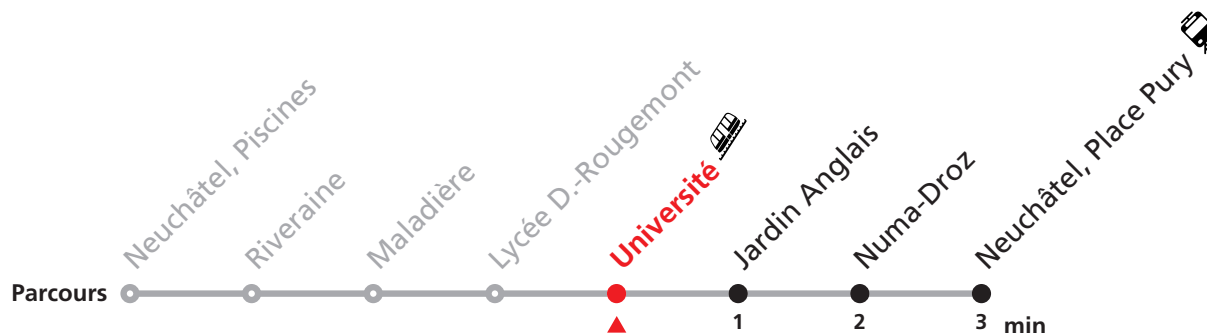 Neuchâtel, Piscines
Riveraine
Maladière
Lycée D.-Rougemont
Université
Jardin Anglais
Numa-Droz
Neuchâtel, Place Pury
Parcours
1 2 3 min